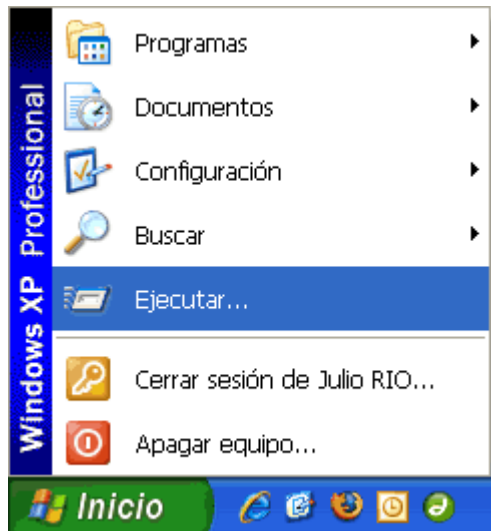 Programas
Documentos
Configuración
Buscar
Ejecutar...
Cerrar sesión de Julio RIO...
Apagar equipo...
Windows XP Professional
Inicio